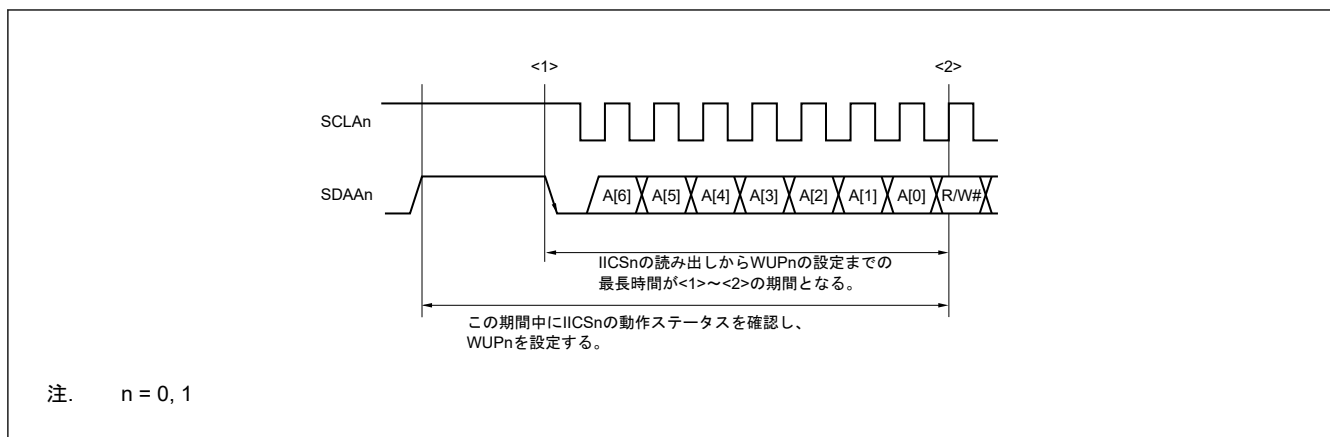 <1> <2>
SCLAn
SDAAn A[6] A[5] A[4] A[3] A[2] A[1] A[0] R/W#
IICSnの読み出しからWUPnの設定までの
最長時間が<1>～<2>の期間となる。
この期間中にIICSnの動作ステータスを確認し、
WUPnを設定する。
注. n = 0, 1